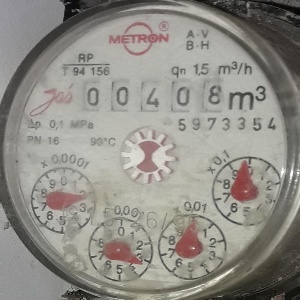 METRON ®
A-V
B-H
RP
T 94 156
qn 1,5 m³/h
00408 m³
Δp 0,1 MPa
5973354
PN 16 90°C
x 0,0001
x 0,1
0,001
0,01